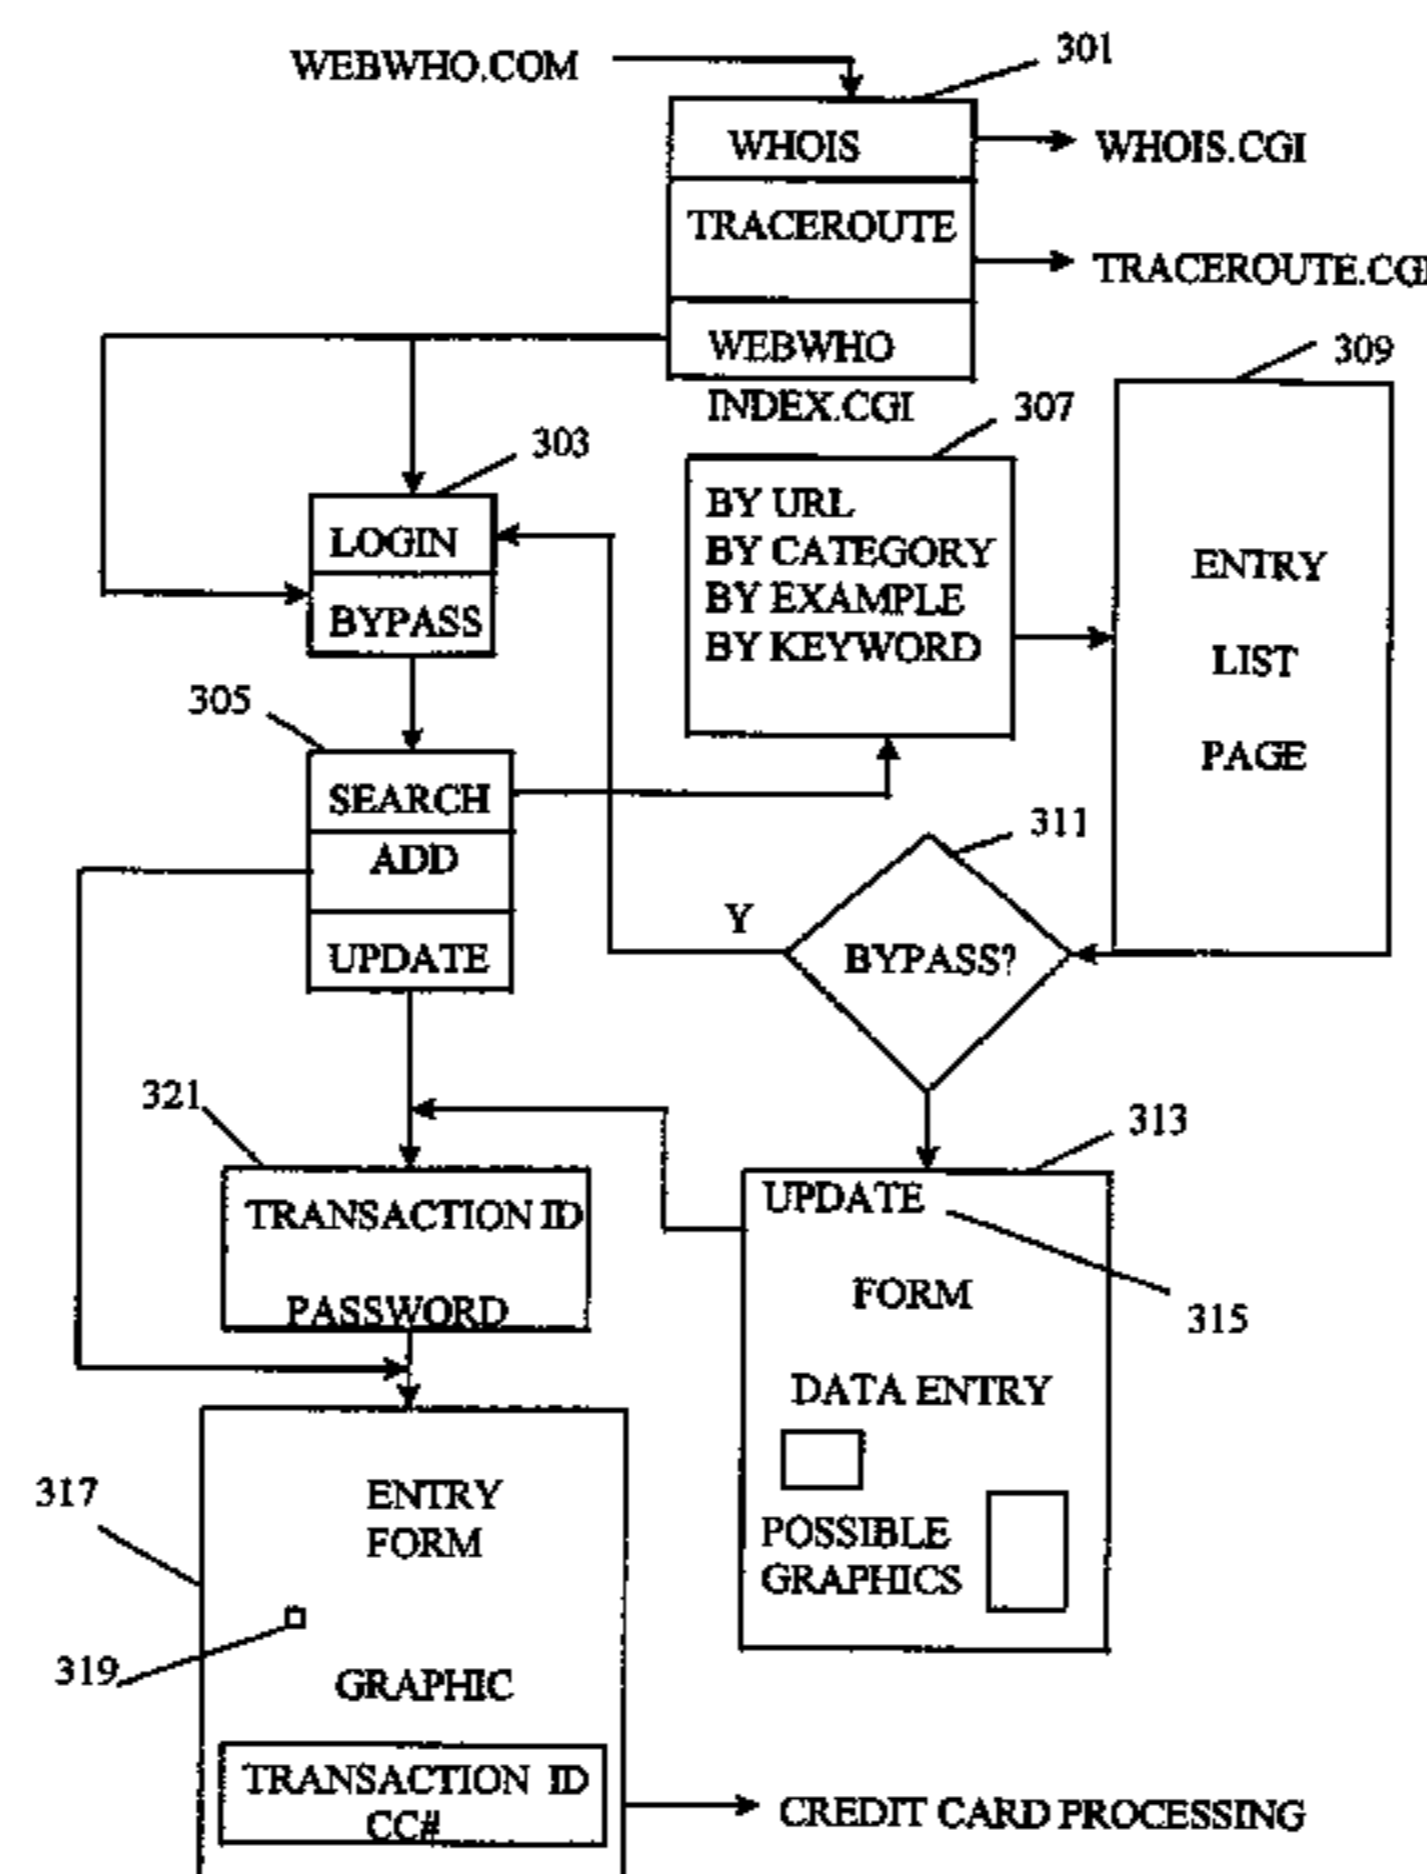 WEBWHO.COM
301
WHOIS
WHOIS.CGI
TRACEROUTE
TRACEROUTE.CGI
WEBWHO
INDEX.CGI
309
307
303
BY URL
BY CATEGORY
BY EXAMPLE
BY KEYWORD
LOGIN
BYPASS
ENTRY
LIST
PAGE
305
SEARCH
ADD
UPDATE
311
Y
BYPASS?
321
TRANSACTION ID
PASSWORD
313
UPDATE
315
FORM
DATA ENTRY
POSSIBLE
GRAPHICS
317
ENTRY
FORM
319
GRAPHIC
TRANSACTION ID
CC#
CREDIT CARD PROCESSING